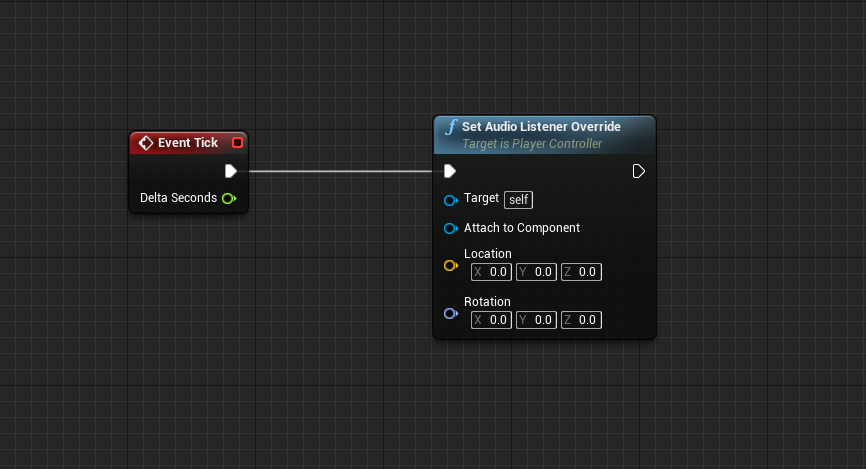 Event Tick
Delta Seconds
Set Audio Listener Override
Target is Player Controller
Target self
Attach to Component
Location
X 0.0 Y 0.0 Z 0.0
Rotation
X 0.0 Y 0.0 Z 0.0